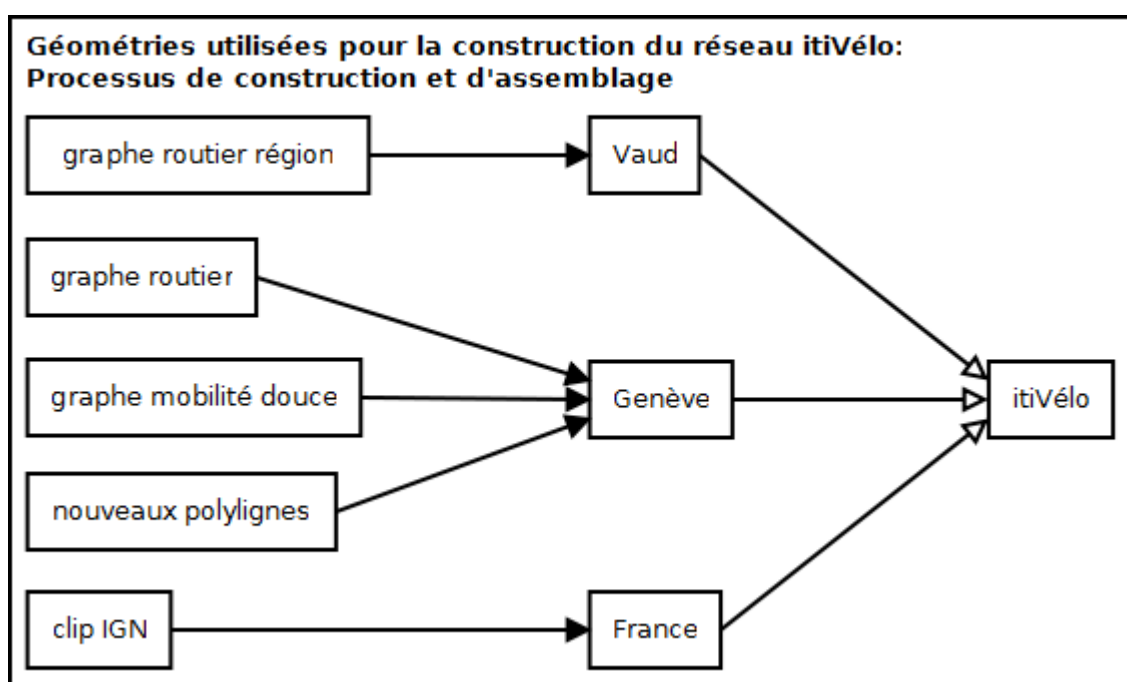 Géométries utilisées pour la construction du réseau itiVélo:
Processus de construction et d'assemblage
graphe routier région
Vaud
graphe routier
graphe mobilité douce
Genève
itiVélo
nouveaux polylignes
clip IGN
France